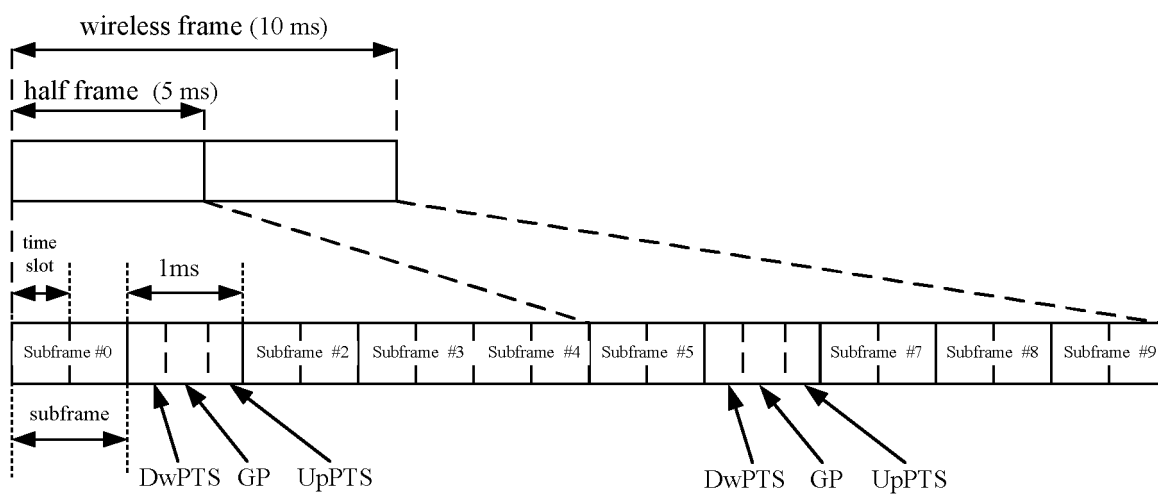 wireless frame (10 ms)
half frame (5 ms)
time
slot
1ms
Subframe #0
Subframe #2
Subframe #3
Subframe #4
Subframe #5
Subframe #7
Subframe #8
Subframe #9
subframe
DwPTS
GP
UpPTS
DwPTS
GP
UpPTS